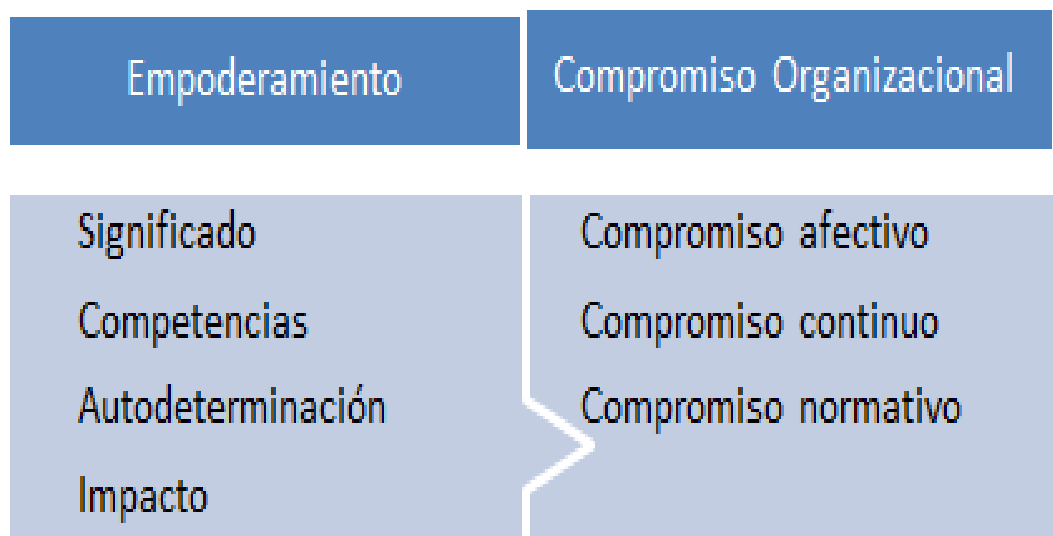 Empoderamiento
Compromiso Organizacional
Significado
Competencias
Autodeterminación
Impacto
Compromiso afectivo
Compromiso continuo
Compromiso normativo